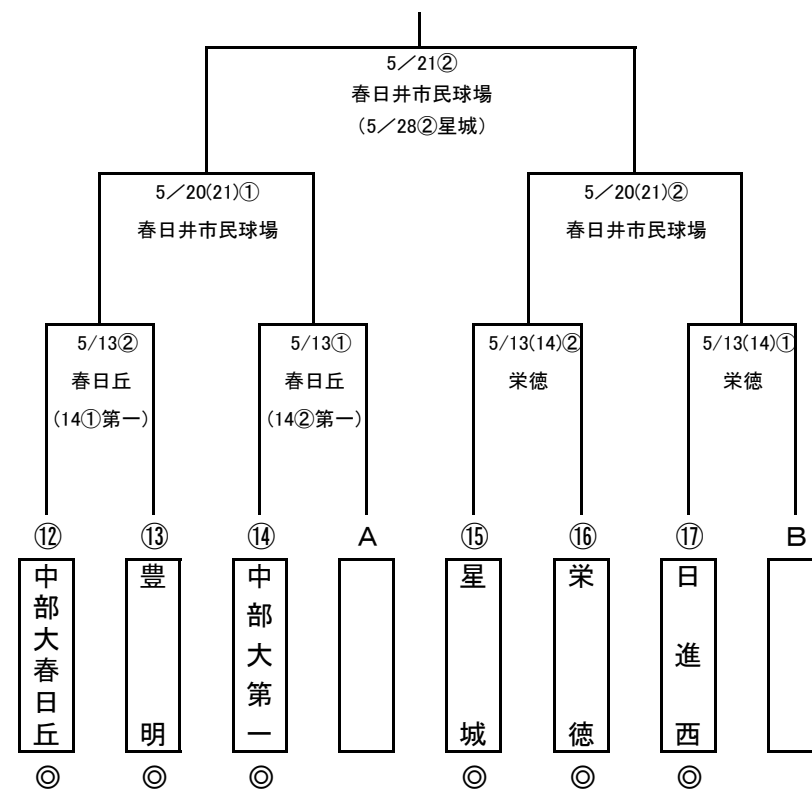 5／21②
春日井市民球場
（5／28②星城）
5／20(21)①
春日井市民球場
5／20(21)②
春日井市民球場
5/13②
春日丘
（14①第一）
5/13①
春日丘
（14②第一）
5/13(14)②
栄徳
5/13(14)①
栄徳
⑫
⑬
⑭
A
⑮
⑯
⑰
B
中部大春日丘
豊明
中部大第一
星城
栄徳
日進西
◎ ◎ ◎ ◎ ◎ ◎